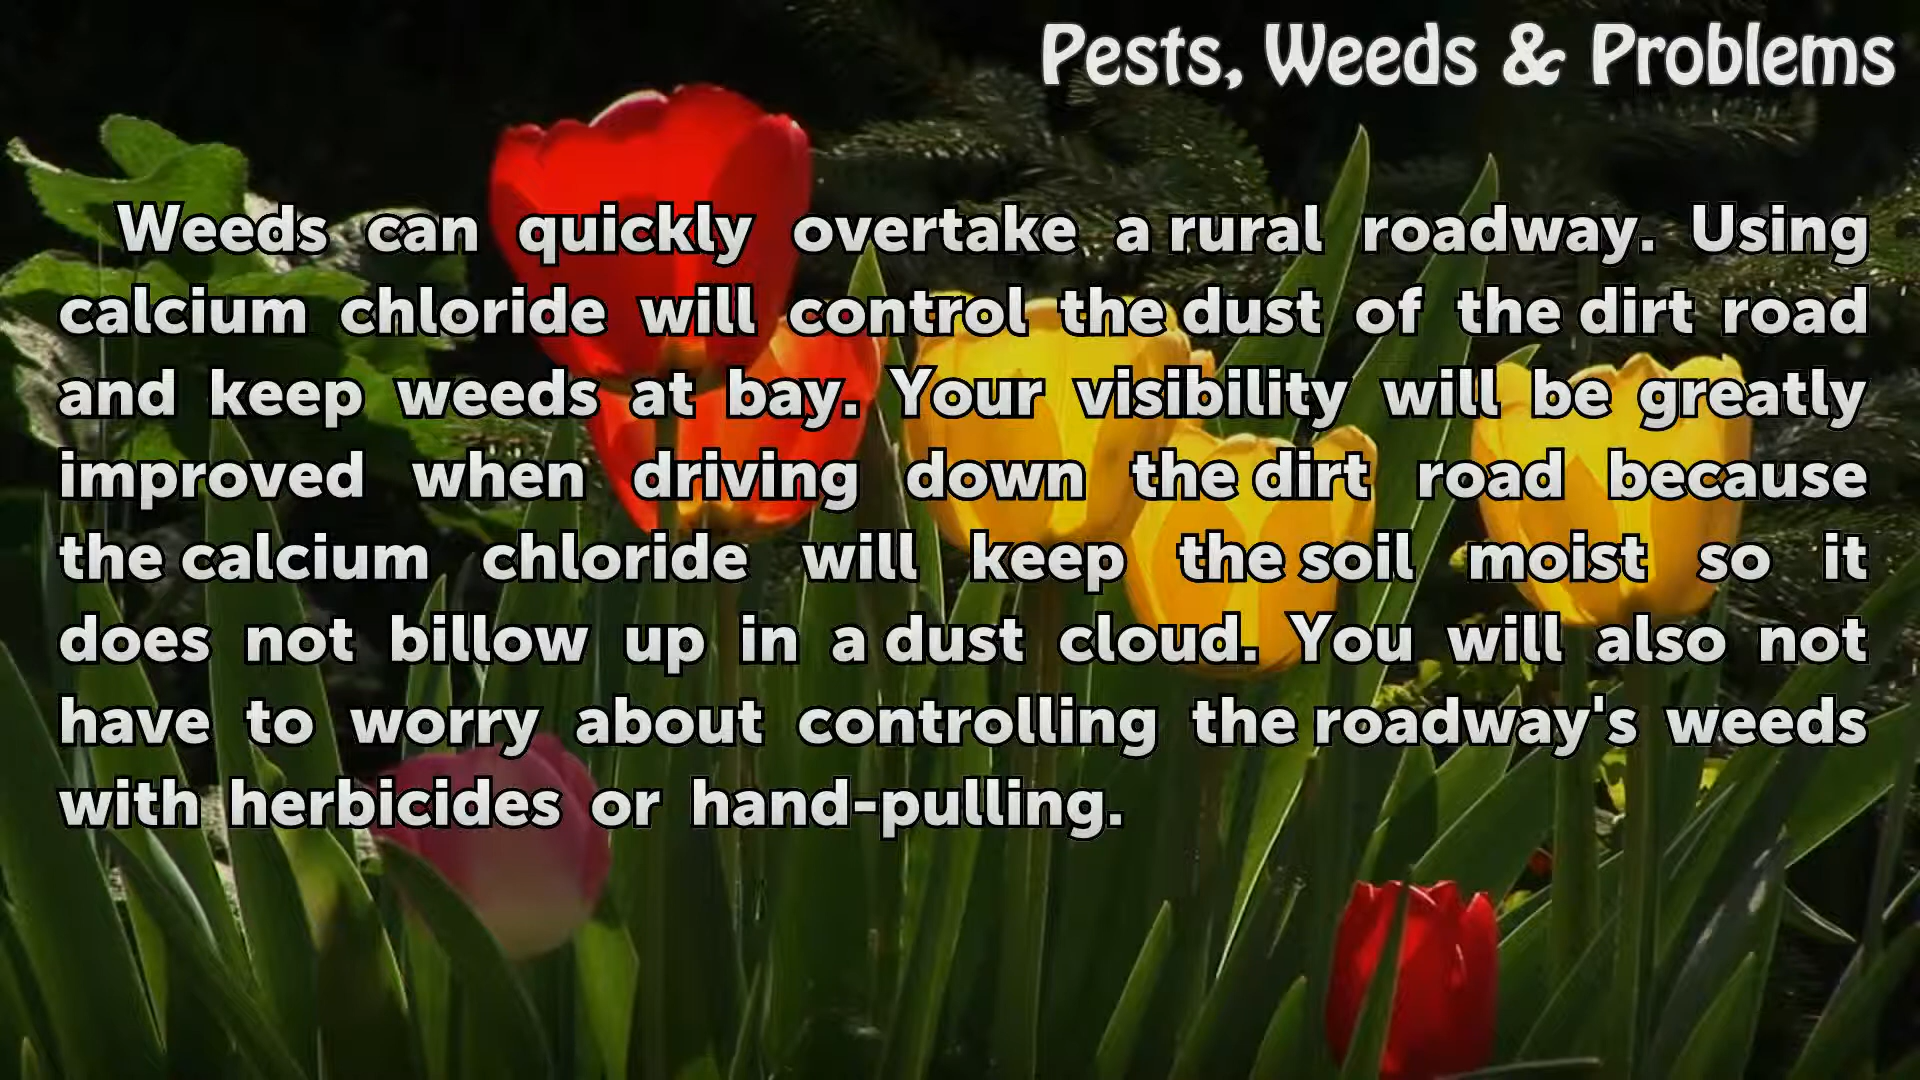 Pests, Weeds & Problems
Weeds can quickly overtake a rural roadway. Using
calcium chloride will control the dust of the dirt road
and keep weeds at bay. Your visibility will be greatly
improved when driving down the dirt road because
the calcium chloride will keep the soil moist so it
does not billow up in a dust cloud. You will also not
have to worry about controlling the roadway's weeds
with herbicides or hand-pulling.